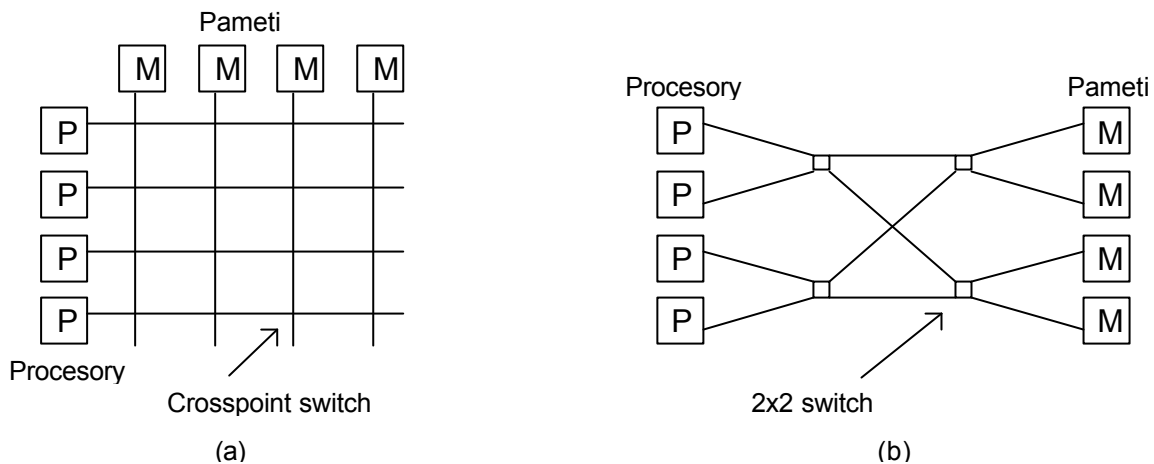 Pameti
M M M M
P
P
P
P
Procesory
Crosspoint switch
(a)
Procesory
Pameti
P M
P M
P M
P M
2x2 switch
(b)